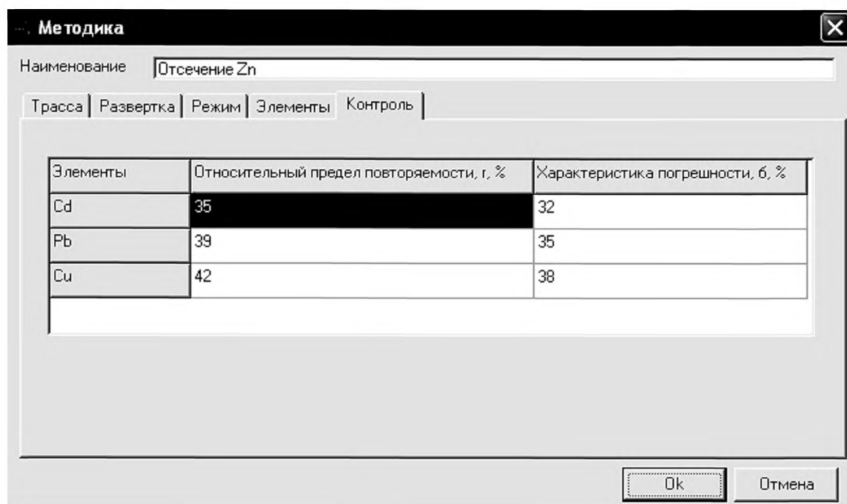 Методика
Наименование Отсечение Zn
Трасса Развертка Режим Элементы Контроль
Элементы Относительный предел повторяемости, r, % Характеристика погрешности, б, %
Cd 35 32
Pb 39 35
Cu 42 38
Ok Отмена